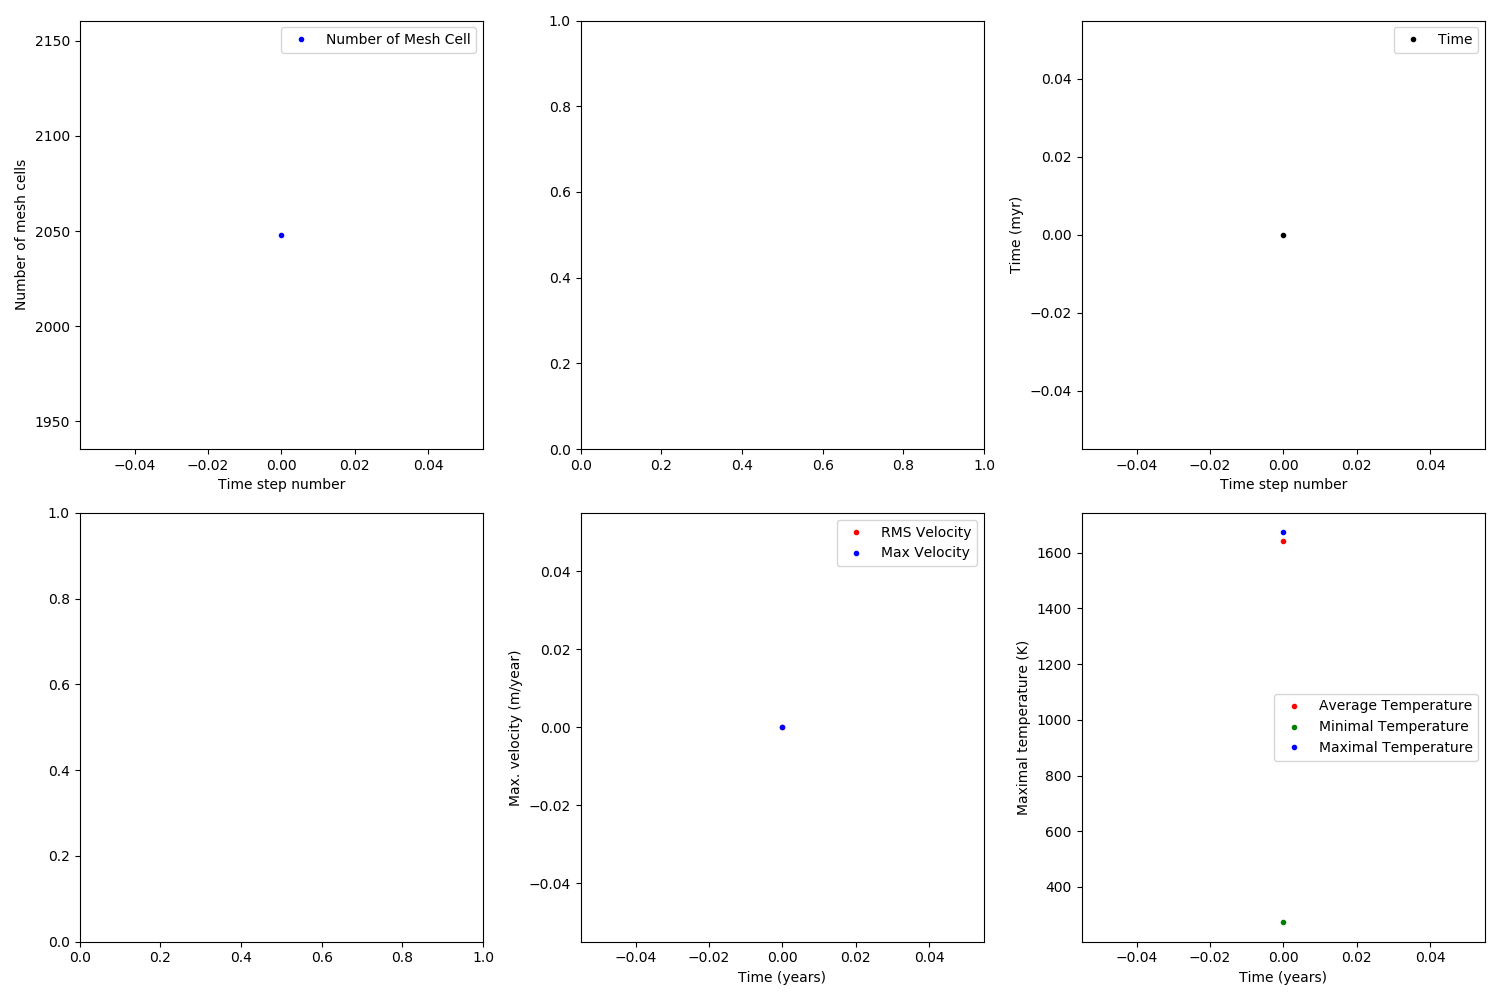 2150
2100
2050
2000
1950
Number of mesh cells
Number of Mesh Cell
−0.04 −0.02 0.00 0.02 0.04
Time step number
1.0
0.8
0.6
0.4
0.2
0.0
0.0 0.2 0.4 0.6 0.8 1.0
Time
0.04
0.02
0.00
−0.02
−0.04
Time (myr)
−0.04 −0.02 0.00 0.02 0.04
Time step number
1.0
0.8
0.6
0.4
0.2
0.0
0.0 0.2 0.4 0.6 0.8 1.0
RMS Velocity
Max Velocity
0.04
0.02
0.00
−0.02
−0.04
Max. velocity (m/year)
−0.04 −0.02 0.00 0.02 0.04
Time (years)
1600
1400
1200
1000
800
600
400
Maximal temperature (K)
Average Temperature
Minimal Temperature
Maximal Temperature
−0.04 −0.02 0.00 0.02 0.04
Time (years)